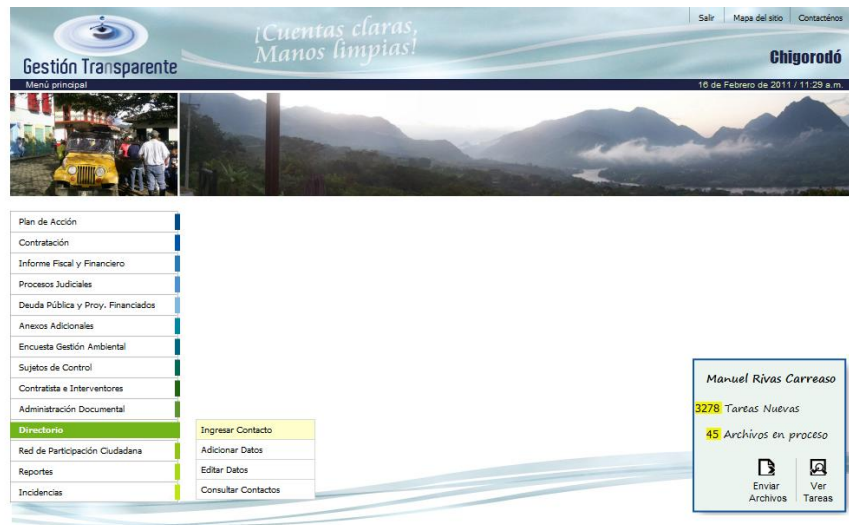 Salir
Mapa del sitio
Contacténos
¡Cuentas claras,
Manos limpias!
Gestión Transparente
Chigorodó
Menú principal
16 de Febrero de 2011 / 11:29 a.m.
Plan de Acción
Contratación
Informe Fiscal y Financiero
Procesos Judiciales
Deuda Pública y Proy. Financiados
Anexos Adicionales
Encuesta Gestión Ambiental
Sujetos de Control
Contratista e Interventores
Administración Documental
Directorio
Red de Participación Ciudadana
Reportes
Incidencias
Ingresar Contacto
Adicionar Datos
Editar Datos
Consultar Contactos
Manuel Rivas Carreaso
3278 Tareas Nuevas
45 Archivos en proceso
Enviar
Archivos
Ver
Tareas